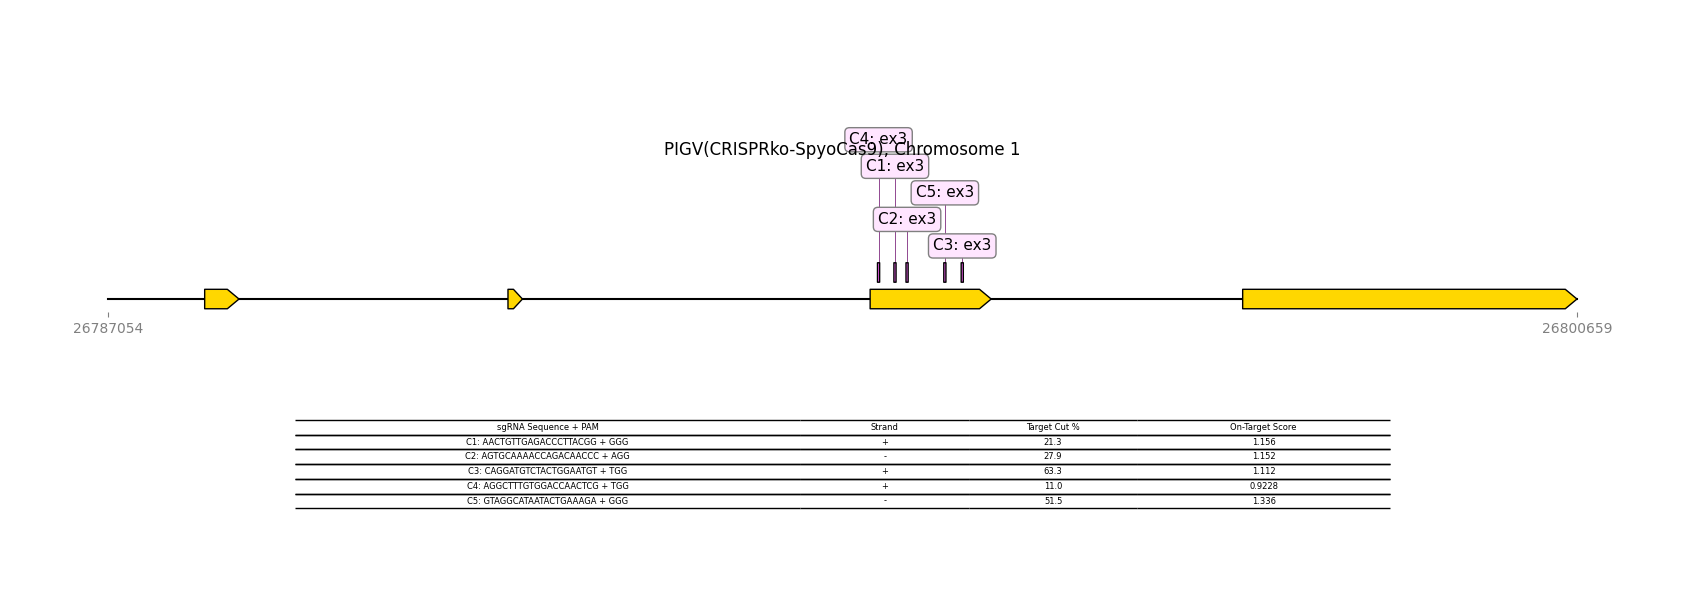 C4: ex3
PIGV(CRISPRko-SpyoCas9), Chromosome 1
C1: ex3
C5: ex3
C2: ex3
C3: ex3
26787054 26800659
sgRNA Sequence + PAM Strand Target Cut % On-Target Score
C1: AACTGTTGAGACCCTTACGG + GGG + 21.3 1.156
C2: AGTGCAAAACCAGACAACCC + AGG - 27.9 1.152
C3: CAGGATGTCTACTGGAATGT + TGG + 63.3 1.112
C4: AGGCTTTGTGGACCAACTCG + TGG + 11.0 0.9228
C5: GTAGGCATAATACTGAAAGA + GGG - 51.5 1.336